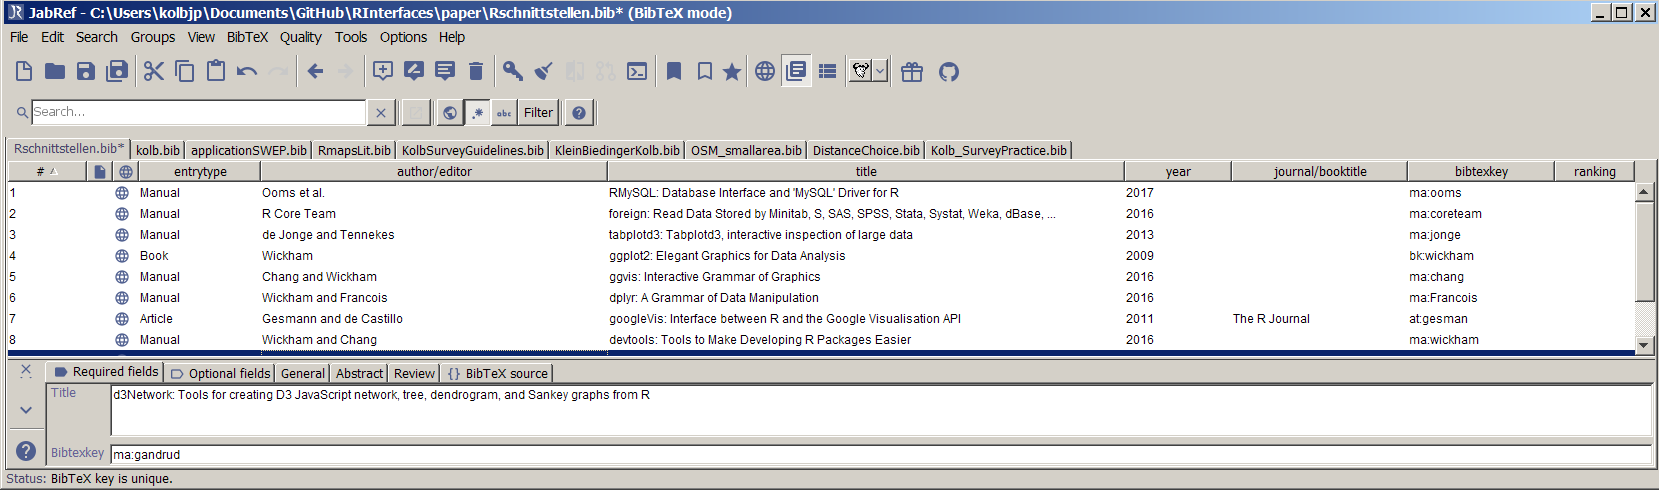 JabRef - C:\Users\kolbjp\Documents\GitHub\RInterfaces\paper\Rschnittstellen.bib* (BibTeX mode)
File Edit Search Groups View BibTeX Quality Tools Options Help
Search... abc Filter
Rschnittstellen.bib* kolb.bib applicationSWEP.bib RmapsLit.bib KolbSurveyGuidelines.bib KleinBiedingerKolb.bib OSM_smallarea.bib DistanceChoice.bib Kolb_SurveyPractice.bib
# entrytype author/editor title year journal/booktitle bibtexkey ranking
1 Manual Ooms et al. RMySQL: Database Interface and 'MySQL' Driver for R 2017 ma:ooms
2 Manual R Core Team foreign: Read Data Stored by Minitab, S, SAS, SPSS, Stata, Systat, Weka, dBase, ... 2016 ma:coreteam
3 Manual de Jonge and Tennekes tabplotd3: Tabplotd3, interactive inspection of large data 2013 ma:jonge
4 Book Wickham ggplot2: Elegant Graphics for Data Analysis 2009 bk:wickham
5 Manual Chang and Wickham ggvis: Interactive Grammar of Graphics 2016 ma:chang
6 Manual Wickham and Francois dplyr: A Grammar of Data Manipulation 2016 ma:Francois
7 Article Gesmann and de Castillo googleVis: Interface between R and the Google Visualisation API 2011 The R Journal at:gesman
8 Manual Wickham and Chang devtools: Tools to Make Developing R Packages Easier 2016 ma:wickham
Required fields Optional fields General Abstract Review {} BibTeX source
Title d3Network: Tools for creating D3 JavaScript network, tree, dendrogram, and Sankey graphs from R
Bibtexkey ma:gandrud
Status: BibTeX key is unique.